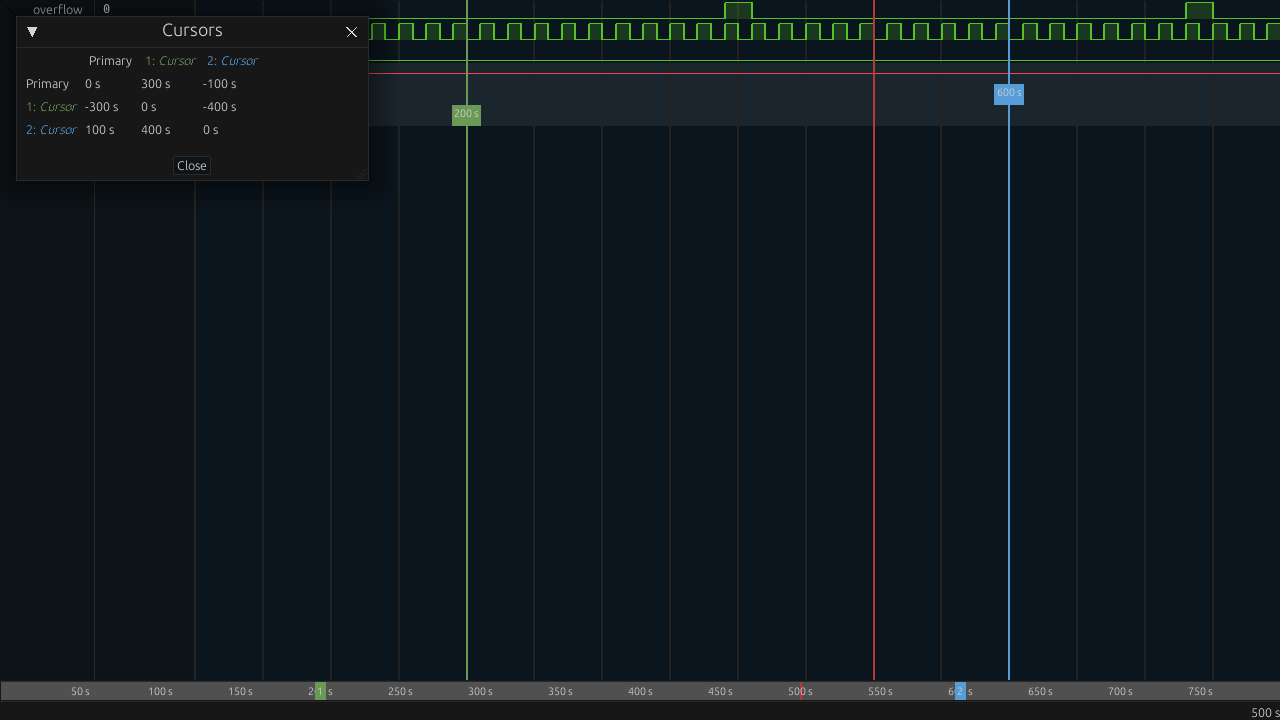 overflow 0
Cursors
Primary 1: Cursor 2: Cursor
Primary 0 s 300 s -100 s
1: Cursor -300 s 0 s -400 s
2: Cursor 100 s 400 s 0 s
Close
600 s
200 s
50 s 100 s 150 s 1 s 250 s 300 s 350 s 400 s 450 s 500 s 550 s 2 s 650 s 700 s 750 s
500 s